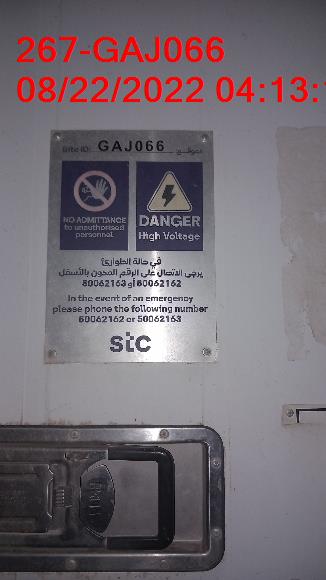 267-GAJ066
08/22/2022 04:13:
Site ID: GAJ066 موقع:
NO ADMITTANCE
to unauthorised
personnel
DANGER
High Voltage
في حالة الطوارئ
يرجى الاتصال على الرقم المدون بالأسفل
80062163 أو 80062162
In the event of an emergency
please phone the following number
80062162 or 80062163
stc